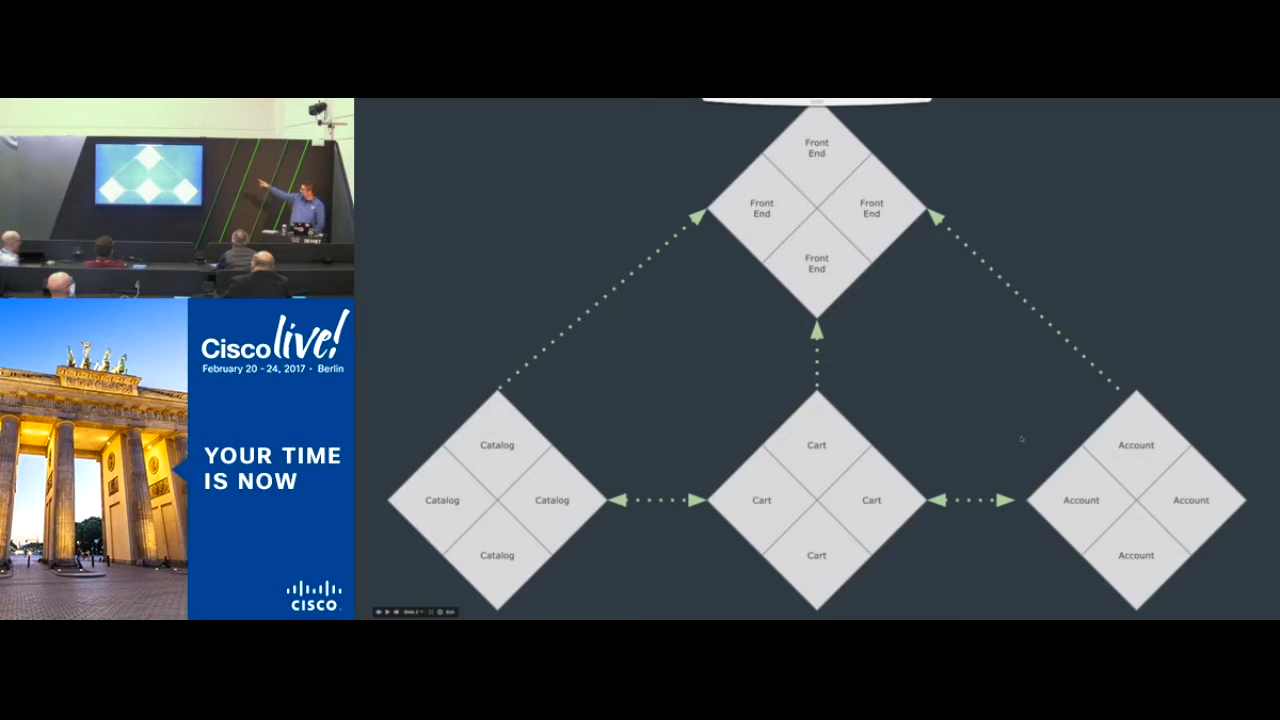 DEVNET
Cisco live!
February 20 - 24, 2017 • Berlin
YOUR TIME
IS NOW
CISCO
Front
End
Front
End
Front
End
Front
End
Catalog
Catalog
Catalog
Catalog
Cart
Cart
Cart
Cart
Account
Account
Account
Account